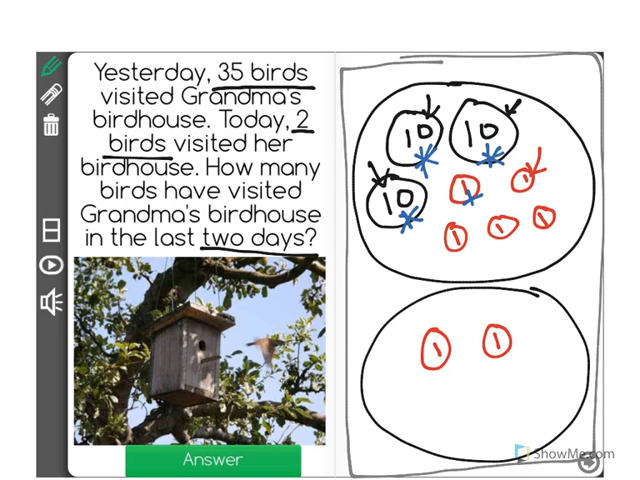 Yesterday, 35 birds
visited Grandma's
birdhouse. Today, 2
birds visited her
birdhouse. How many
birds have visited
Grandma's birdhouse
in the last two days?
Answer
10 10
10 1 1
1 1 1
1 1
ShowMe.com